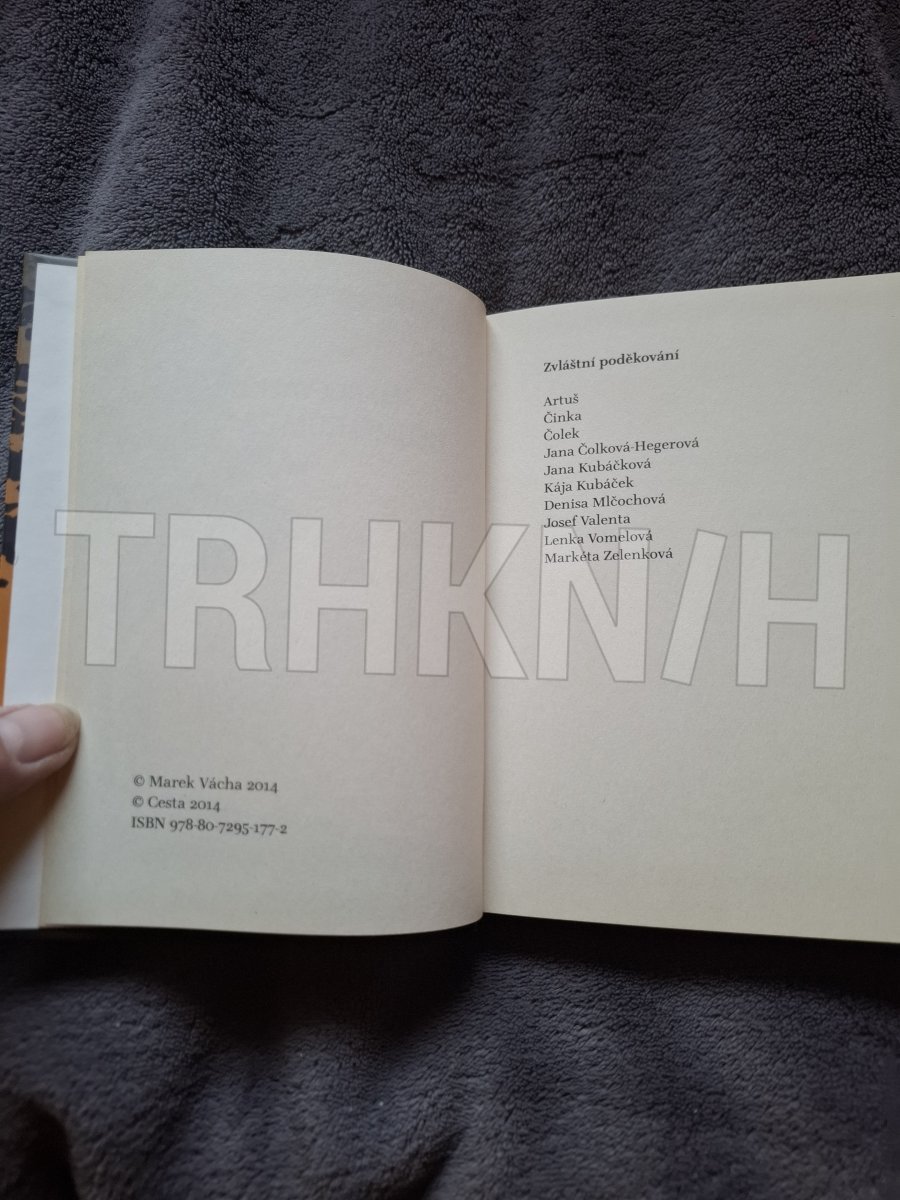 © Marek Vácha 2014
© Cesta 2014
ISBN 978-80-7295-177-2
Zvláštní poděkování
Artuš
Činka
Čolek
Jana Čolková-Hegerová
Jana Kubáčková
Kája Kubáček
Denisa Mlčochová
Josef Valenta
Lenka Vomelová
Markéta Zelenková
TRHKN/H